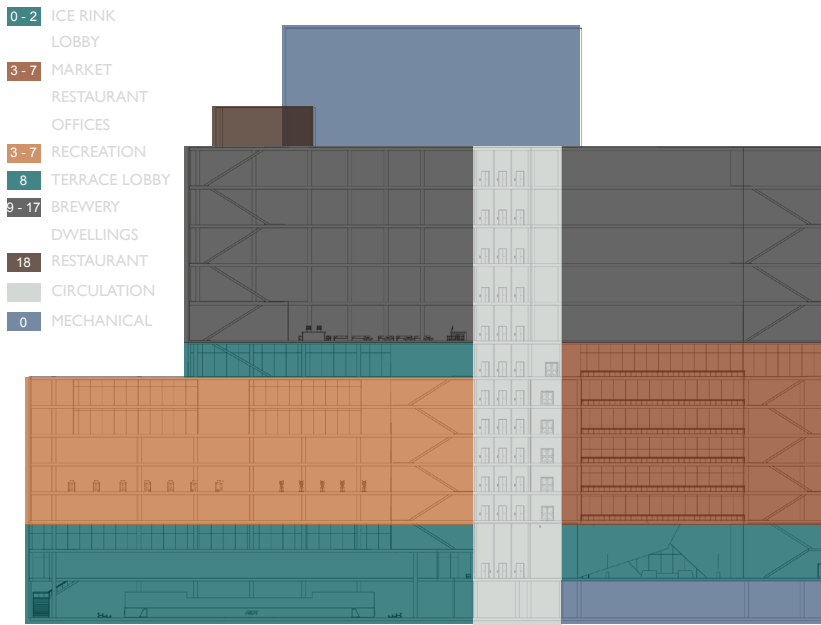 0 - 2 ICE RINK
LOBBY
3 - 7 MARKET
RESTAURANT
OFFICES
3 - 7 RECREATION
8 TERRACE LOBBY
9 - 17 BREWERY
DWELLINGS
18 RESTAURANT
CIRCULATION
0 MECHANICAL